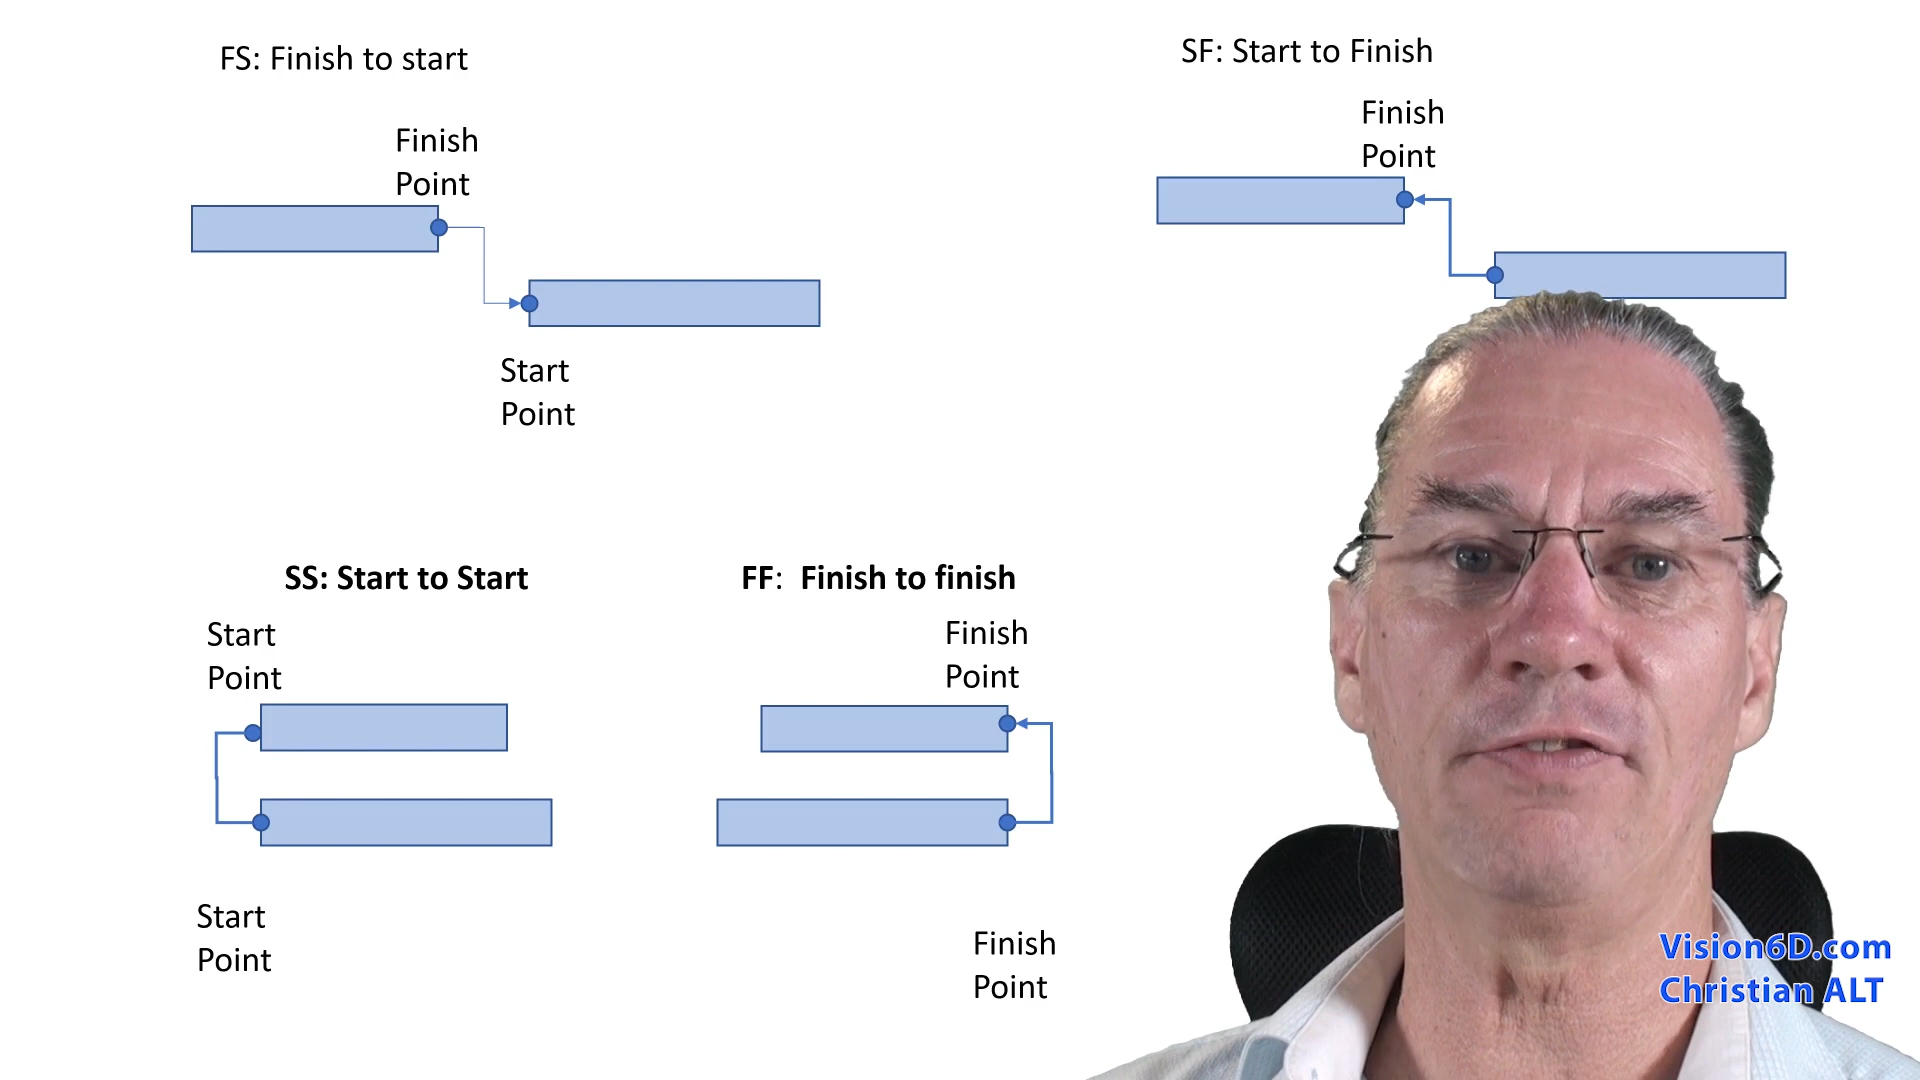 FS: Finish to start
Finish
Point
Start
Point
SF: Start to Finish
Finish
Point
SS: Start to Start
Start
Point
Start
Point
FF:  Finish to finish
Finish
Point
Finish
Point
Vision6D.com
Christian ALT